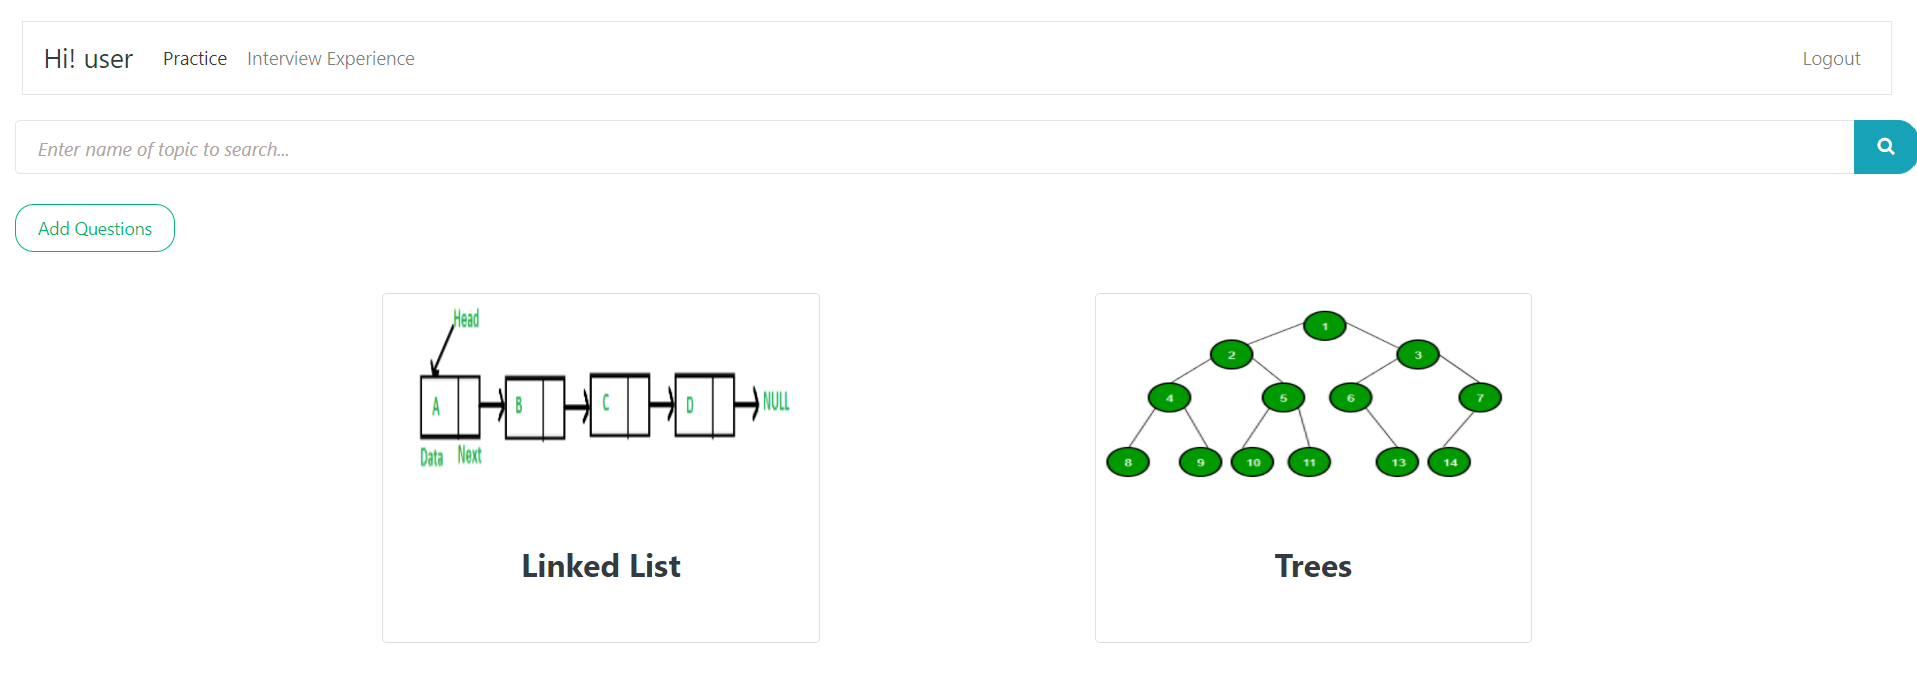 Hi! user Practice Interview Experience Logout
Enter name of topic to search...
Add Questions
Head
A B C D NULL
Data Next
Linked List
1
2 3
4 5 6 7
8 9 10 11 13 14
Trees